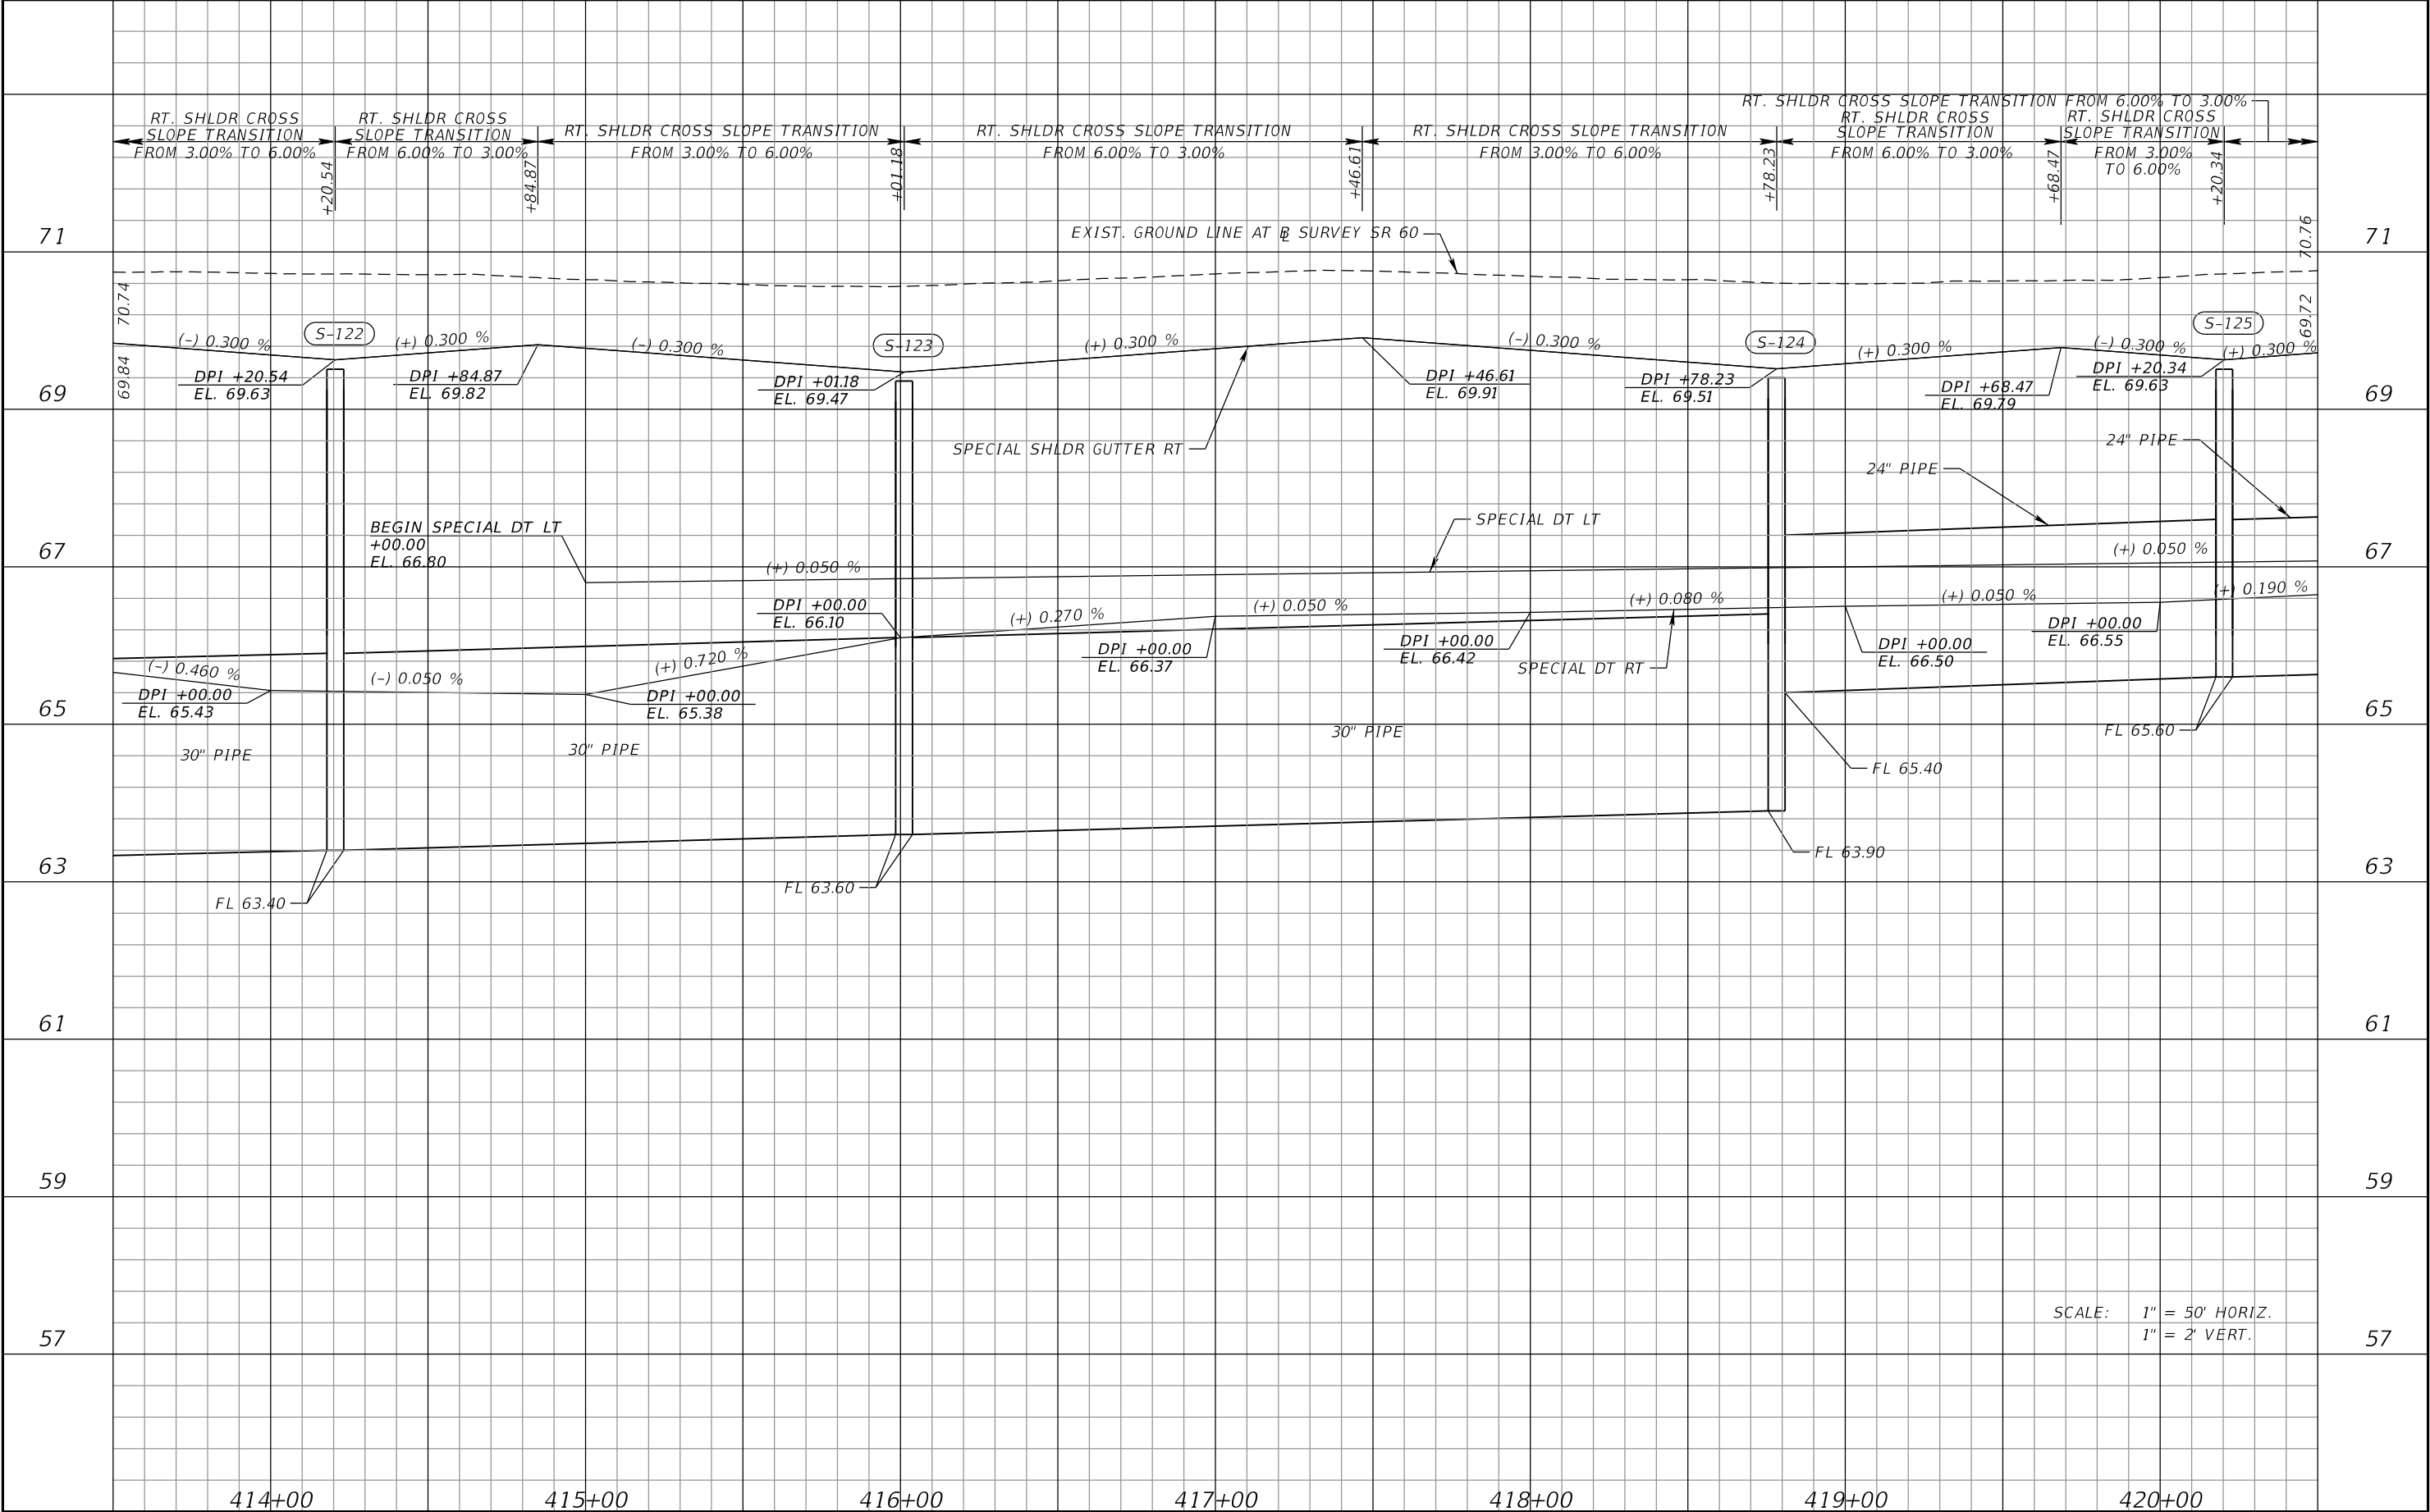 RT. SHLDR CROSS SLOPE TRANSITION FROM 6.00% TO 3.00%
RT. SHLDR CROSS
SLOPE TRANSITION
FROM 3.00% TO 6.00%
RT. SHLDR CROSS
SLOPE TRANSITION
FROM 6.00% TO 3.00%
RT. SHLDR CROSS SLOPE TRANSITION
FROM 3.00% TO 6.00%
RT. SHLDR CROSS SLOPE TRANSITION
FROM 6.00% TO 3.00%
RT. SHLDR CROSS SLOPE TRANSITION
FROM 3.00% TO 6.00%
RT. SHLDR CROSS
SLOPE TRANSITION
FROM 6.00% TO 3.00%
RT. SHLDR CROSS
SLOPE TRANSITION
FROM 3.00%
TO 6.00%
+20.54
+84.87
+01.18
+46.61
+78.23
+68.47
+20.34
71
EXIST. GROUND LINE AT BL SURVEY SR 60
70.76
71
70.74
69.84
69.72
S-122
S-123
S-124
S-125
(-) 0.300 %
(+) 0.300 %
(-) 0.300 %
(+) 0.300 %
(-) 0.300 %
(+) 0.300 %
(-) 0.300 %
(+) 0.300 %
DPI +20.54
EL. 69.63
DPI +84.87
EL. 69.82
DPI +01.18
EL. 69.47
DPI +46.61
EL. 69.91
DPI +78.23
EL. 69.51
DPI +68.47
EL. 69.79
DPI +20.34
EL. 69.63
69
69
SPECIAL SHLDR GUTTER RT
24" PIPE
24" PIPE
BEGIN SPECIAL DT LT
+00.00
EL. 66.80
SPECIAL DT LT
67
67
(+) 0.050 %
(+) 0.050 %
DPI +00.00
EL. 66.10
(+) 0.270 %
(+) 0.050 %
(+) 0.080 %
(+) 0.050 %
(+) 0.190 %
DPI +00.00
EL. 66.37
DPI +00.00
EL. 66.42
SPECIAL DT RT
DPI +00.00
EL. 66.50
DPI +00.00
EL. 66.55
(-) 0.460 %
(-) 0.050 %
(+) 0.720 %
DPI +00.00
EL. 65.43
DPI +00.00
EL. 65.38
65
65
30" PIPE
30" PIPE
30" PIPE
FL 65.60
FL 65.40
FL 63.90
63
63
FL 63.60
FL 63.40
61
61
59
59
57
57
SCALE: 1" = 50' HORIZ.
1" = 2' VERT.
414+00
415+00
416+00
417+00
418+00
419+00
420+00